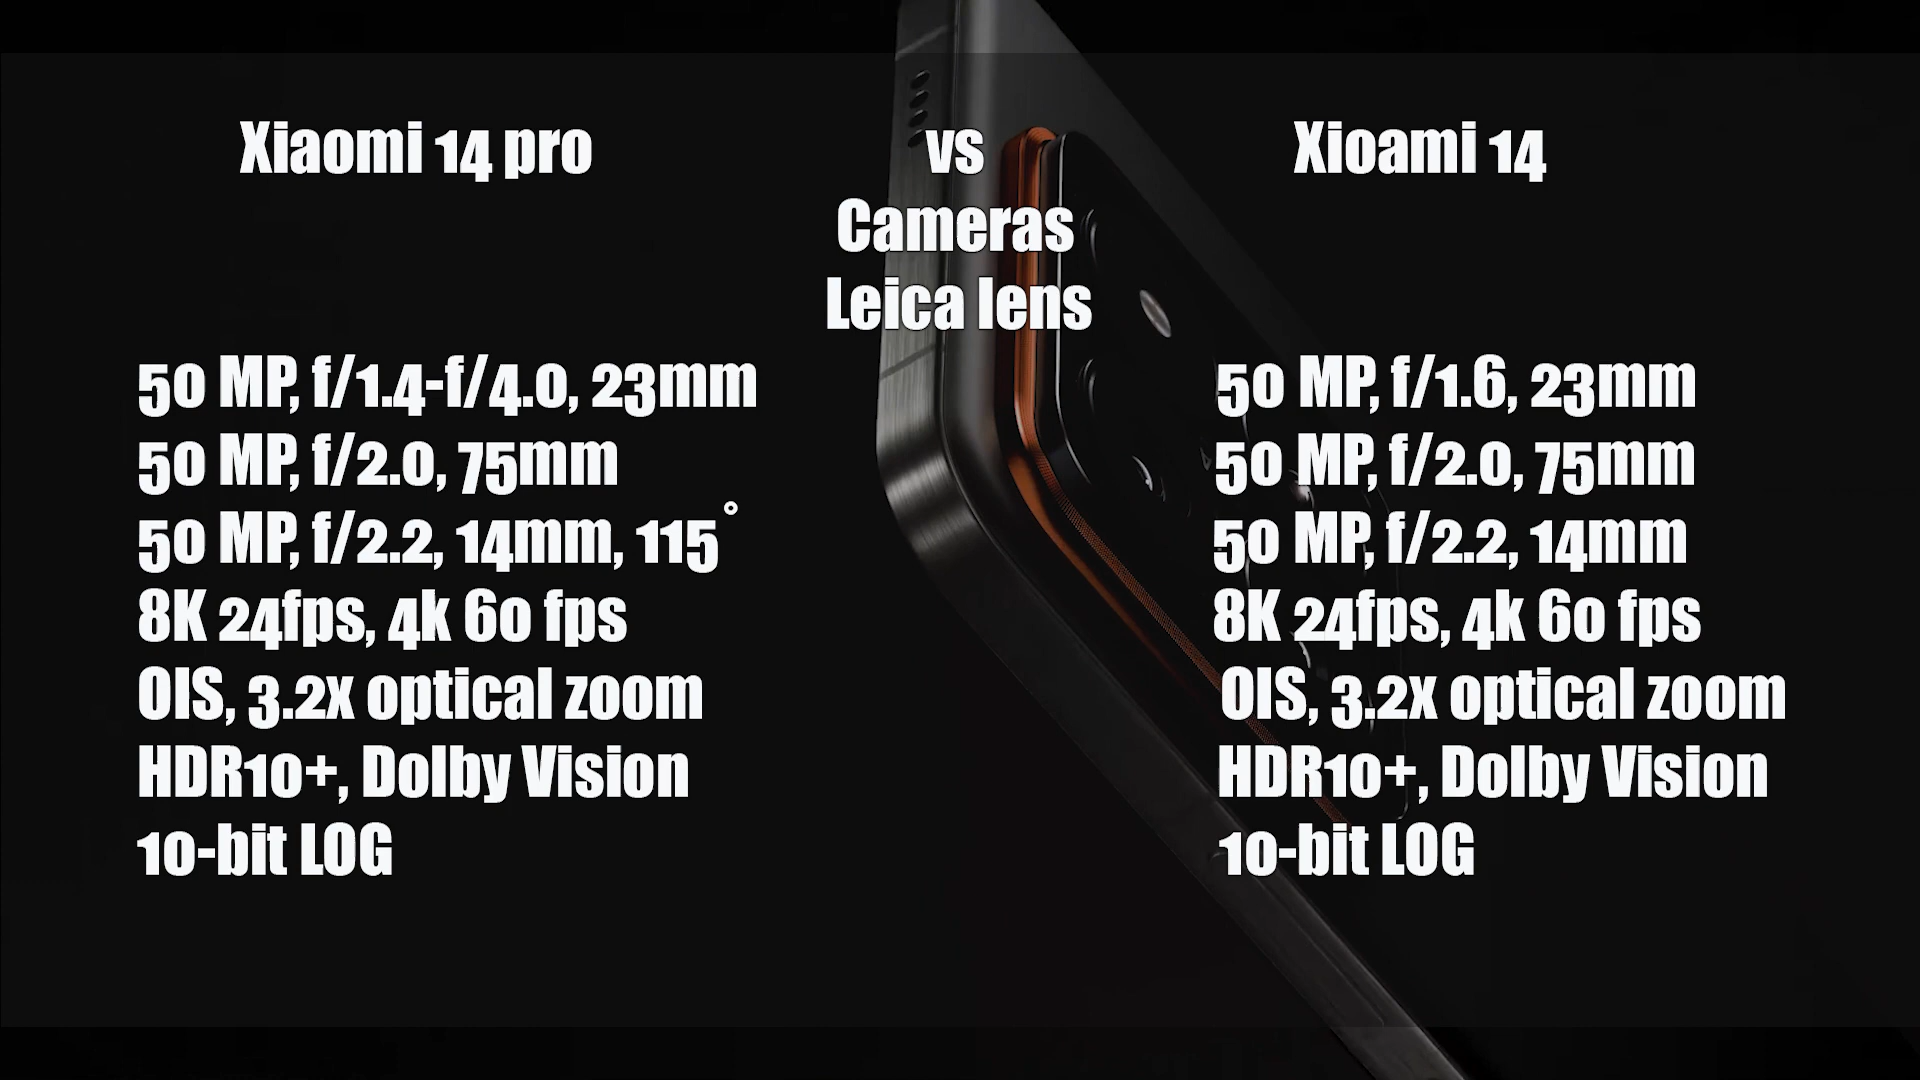 Xiaomi 14 pro vs Xioami 14
Cameras
Leica lens
50 MP, f/1.4-f/4.0, 23mm
50 MP, f/2.0, 75mm
50 MP, f/2.2, 14mm, 115°
8K 24fps, 4k 60 fps
OIS, 3.2x optical zoom
HDR10+, Dolby Vision
10-bit LOG
50 MP, f/1.6, 23mm
50 MP, f/2.0, 75mm
50 MP, f/2.2, 14mm
8K 24fps, 4k 60 fps
OIS, 3.2x optical zoom
HDR10+, Dolby Vision
10-bit LOG